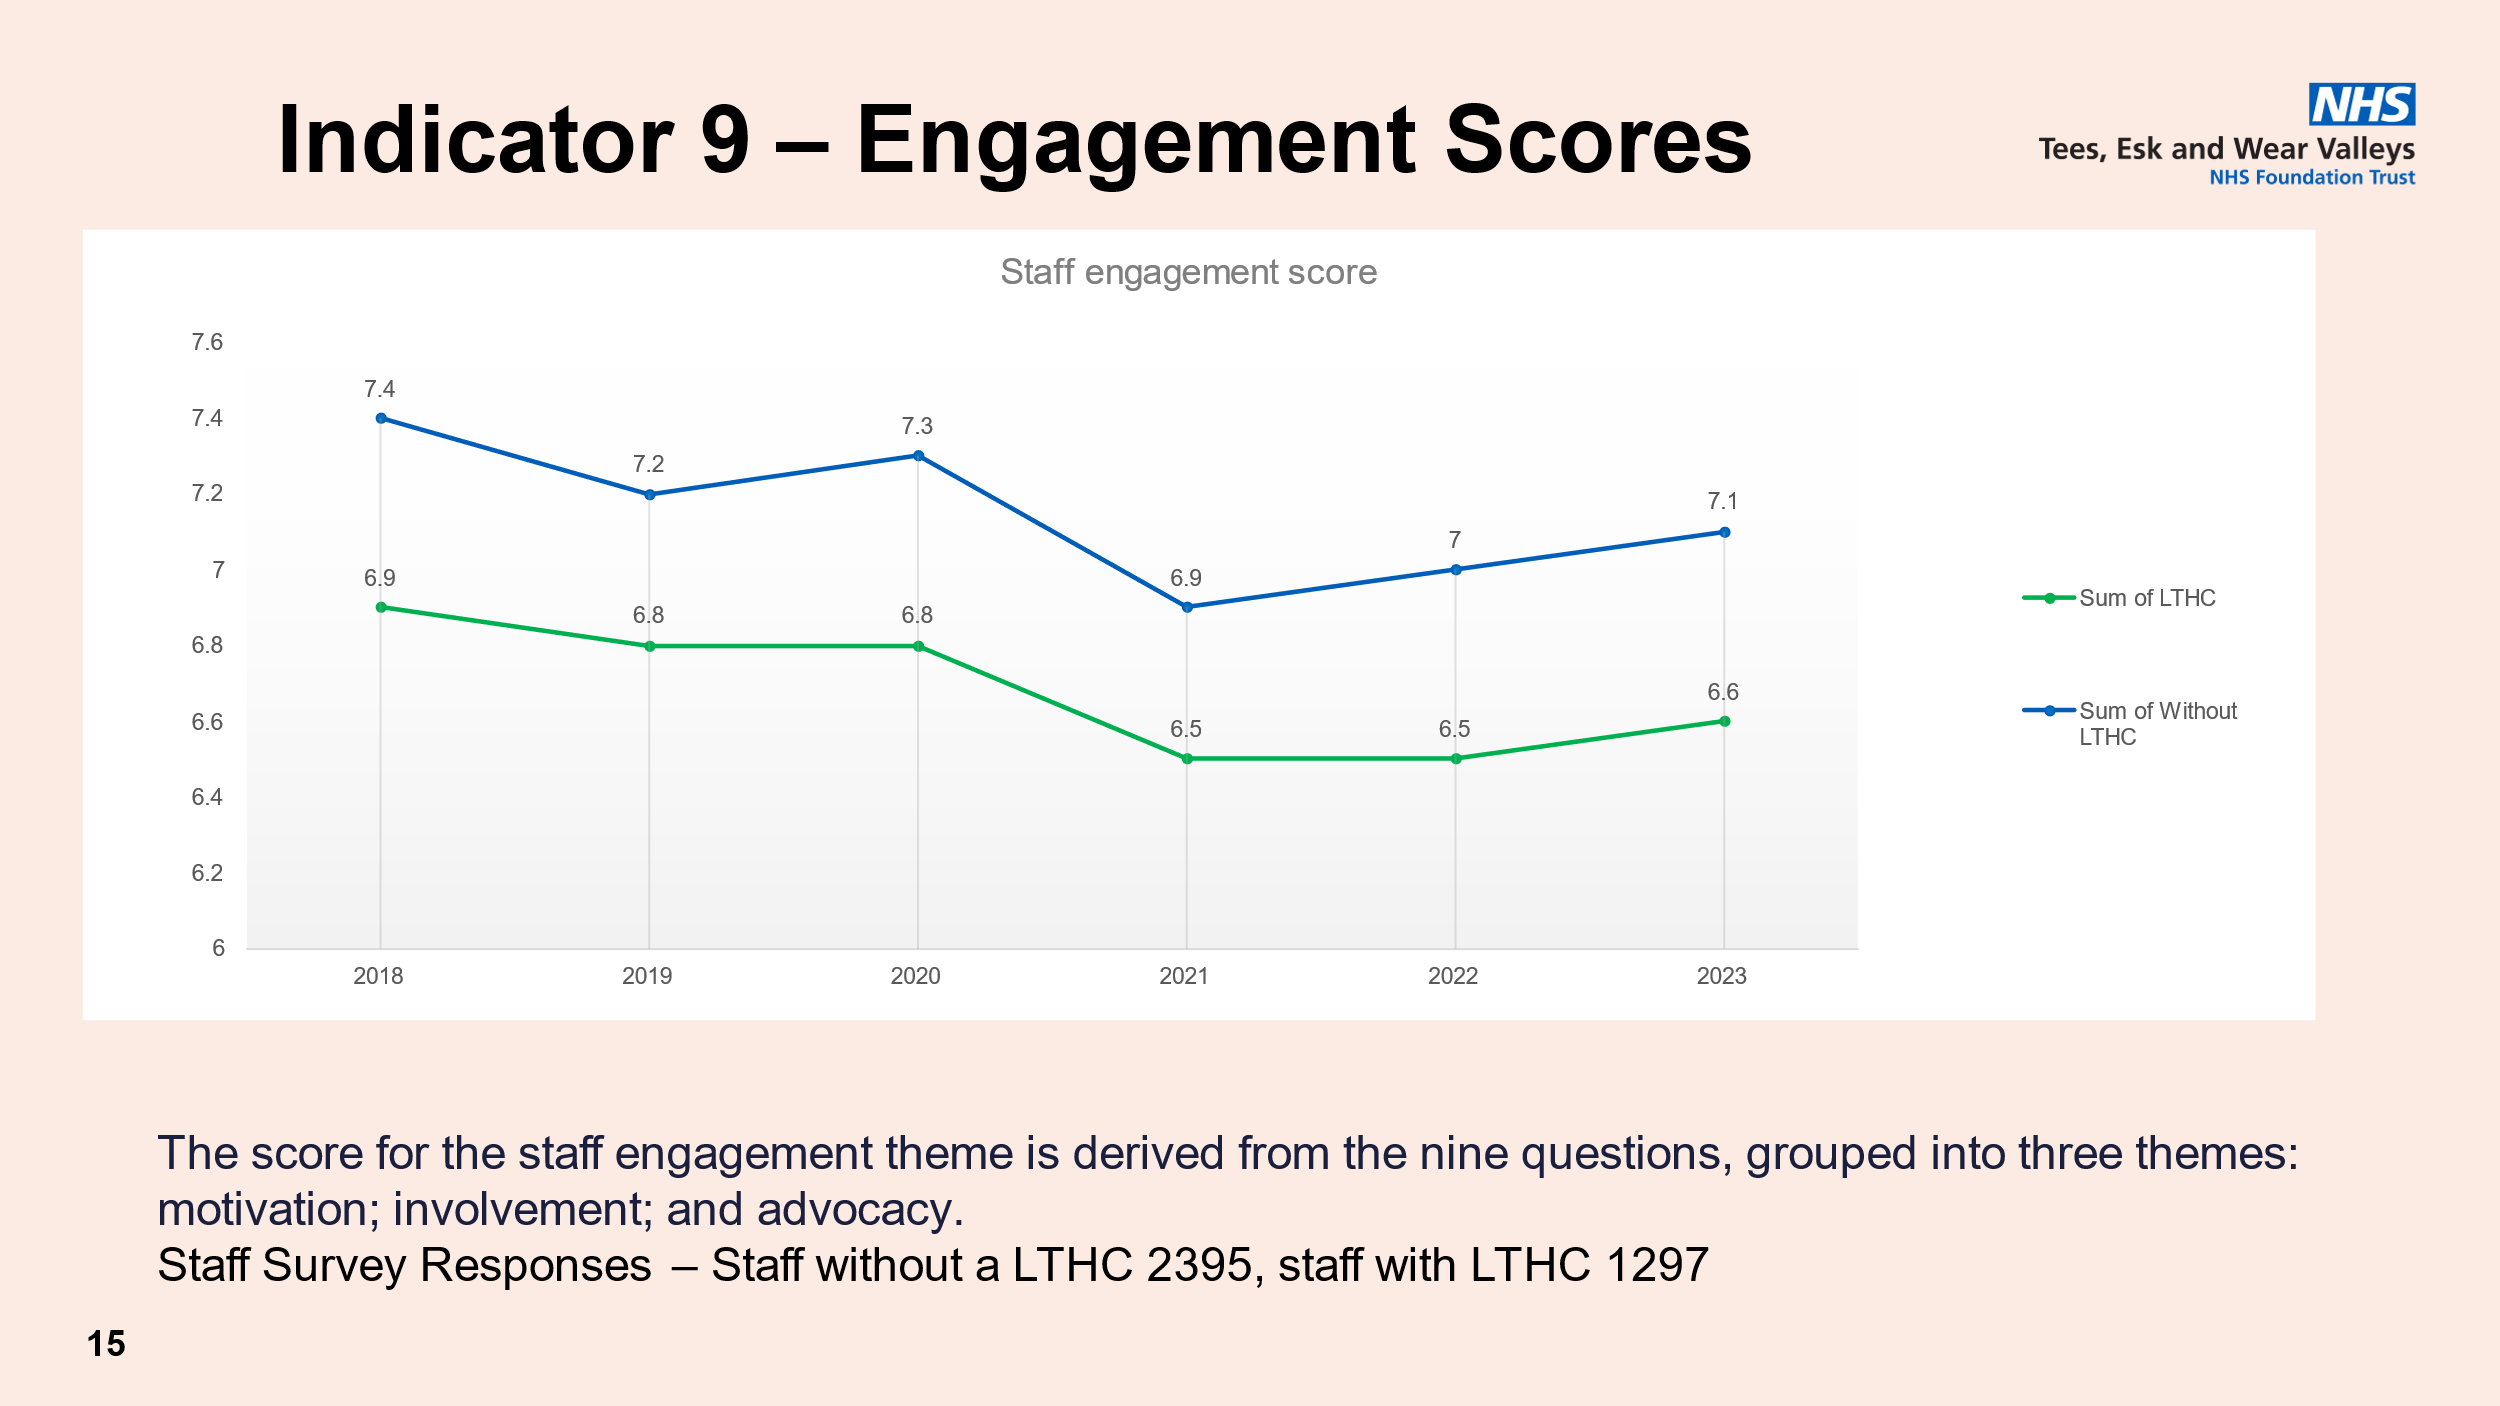 Indicator 9 – Engagement Scores
NHS
Tees, Esk and Wear Valleys
NHS Foundation Trust
Staff engagement score
7.6
7.4
7.2
7
6.8
6.6
6.4
6.2
6
7.4
7.2
7.3
6.9
7
7.1
6.9
6.8
6.8
6.5
6.5
6.6
2018
2019
2020
2021
2022
2023
Sum of LTHC
Sum of Without
LTHC
The score for the staff engagement theme is derived from the nine questions, grouped into three themes:
motivation; involvement; and advocacy.
Staff Survey Responses – Staff without a LTHC 2395, staff with LTHC 1297
15